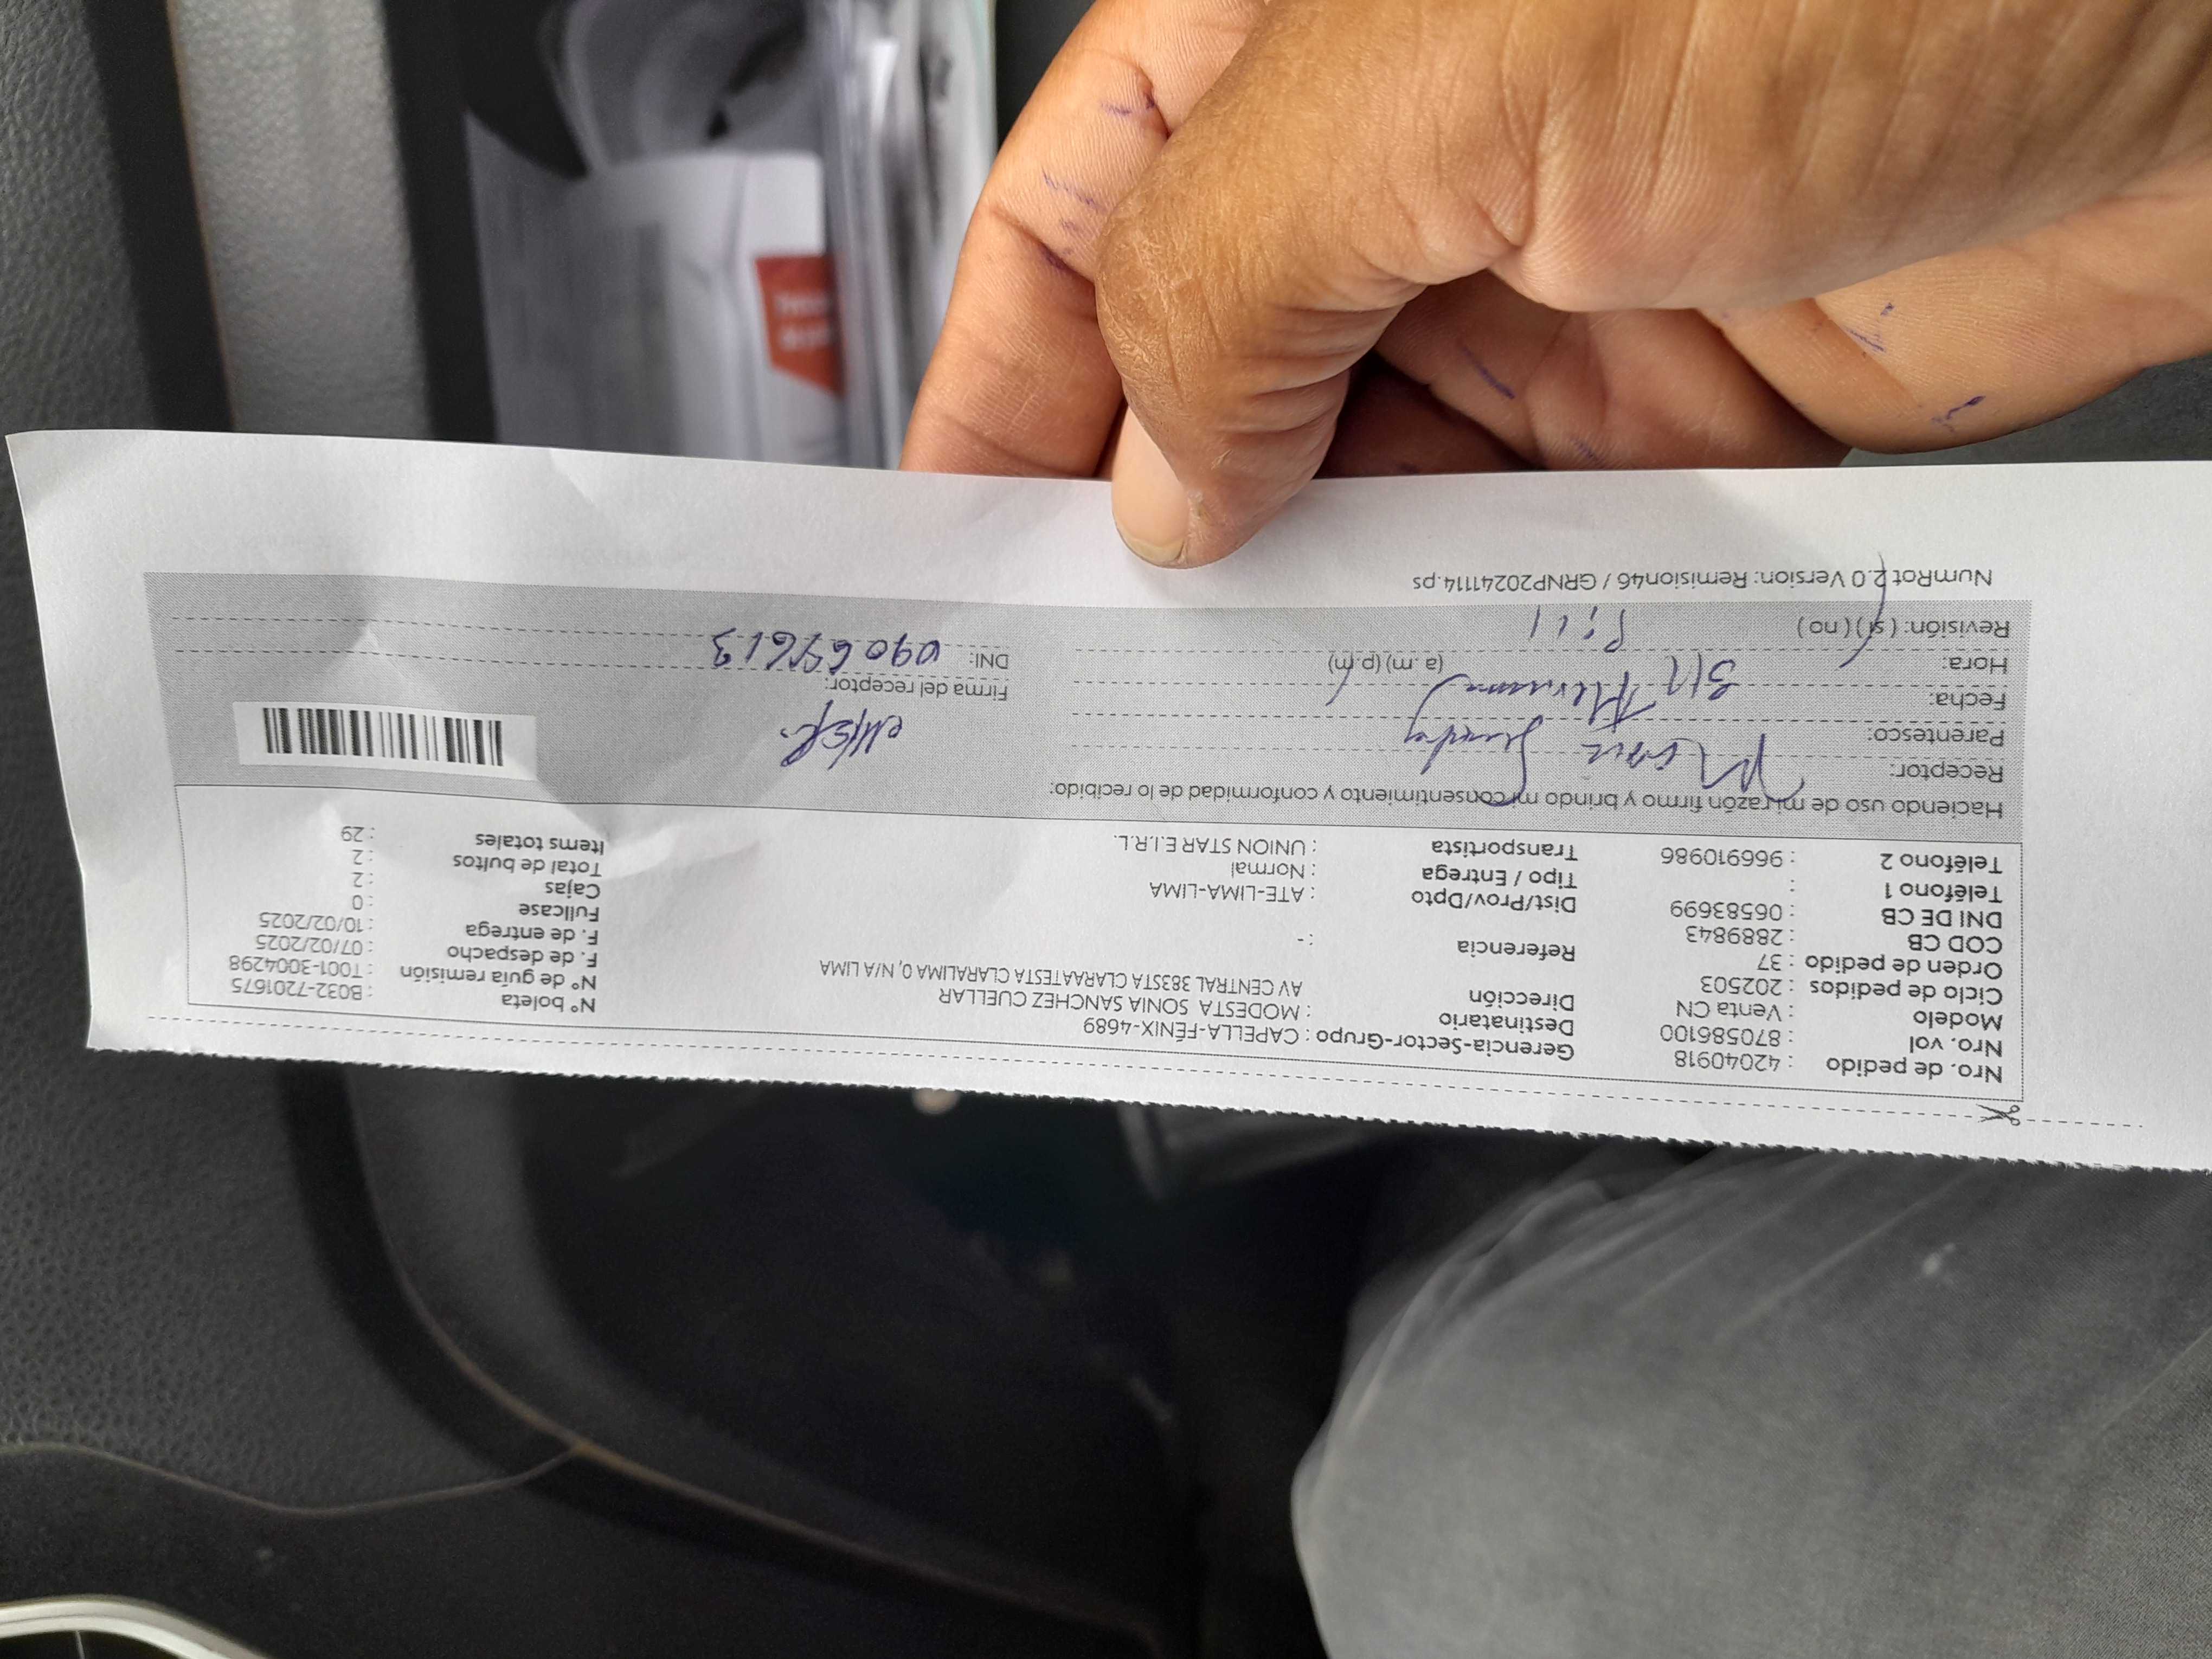 Nro. de pedido : 42040918
Nro. vol : 870586100
Modelo : Venta CN
Ciclo de pedidos : 202503
Orden de pedido : 37
COD CB : 2889843
DNI DE CB : 06583699
Teléfono 1 :
Teléfono 2 : 966910986
Gerencia-Sector-Grupo : CAPELLA-FÉNIX-4689
Destinatario : MODESTA SONIA SANCHEZ CUELLAR
Dirección AV CENTRAL 383STA CLARAATESTA CLARALIMA 0, N/A LIMA
Referencia : -
Dist/Prov/Dpto : ATE-LIMA-LIMA
Tipo / Entrega : Normal
Transportista : UNION STAR E.I.R.L.
Nº boleta : B032-7201675
Nº de guía remisión : T001-3004298
F. de despacho : 07/02/2025
F. de entrega : 10/02/2025
Fullcase : 0
Cajas : 2
Total de bultos : 2
Items totales : 29
Haciendo uso de mi razón firmo y brindo mi consentimiento y conformidad de lo recibido:
Receptor:
Parentesco:
Fecha:
Hora: (a.m) (p.m)
Revisión: (si) (no)
Firma del receptor:
DNI:
NumRot 2.0 Version: Remision46 / GRNP20241114.ps